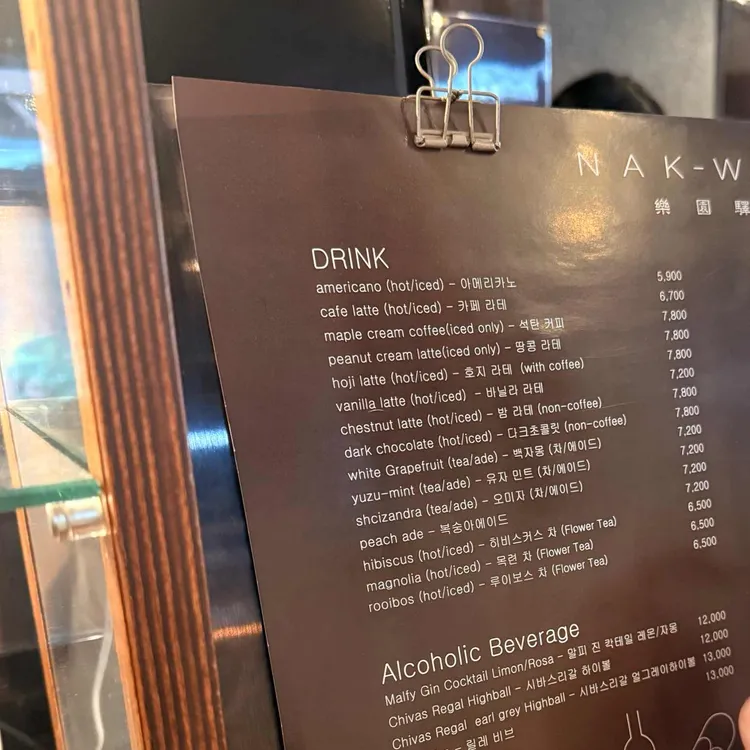 NAK-W
樂園驛
DRINK
americano (hot/iced) - 아메리카노 5,900
cafe latte (hot/iced) - 카페 라떼 6,700
maple cream coffee(iced only) - 석탄 커피 7,800
peanut cream latte(iced only) - 땅콩 라테 7,800
hoji latte (hot/iced) - 호지 라테 (with coffee) 7,800
vanilla latte (hot/iced) - 바닐라 라테 7,200
chestnut latte (hot/iced) - 밤 라테 (non-coffee) 7,800
dark chocolate (hot/iced) - 다크초콜릿 (non-coffee) 7,800
white Grapefruit (tea/ade) - 백자몽 (차/에이드) 7,200
yuzu-mint (tea/ade) - 유자 민트 (차/에이드) 7,200
shcizandra (tea/ade) - 오미자 (차/에이드) 7,200
peach ade - 복숭아에이드 7,200
hibiscus (hot/iced) - 히비스커스 차 (Flower Tea) 6,500
magnolia (hot/iced) - 목련 차 (Flower Tea) 6,500
rooibos (hot/iced) - 루이보스 차 (Flower Tea) 6,500
Alcoholic Beverage
Malfy Gin Cocktail Limon/Rosa - 말피 진 칵테일 레몬/자몽 12,000
Chivas Regal Highball - 시바스리갈 하이볼 12,000
Chivas Regal earl grey Highball - 시바스리갈 얼그레이하이볼 13,000
- 릴레 비브 13,000